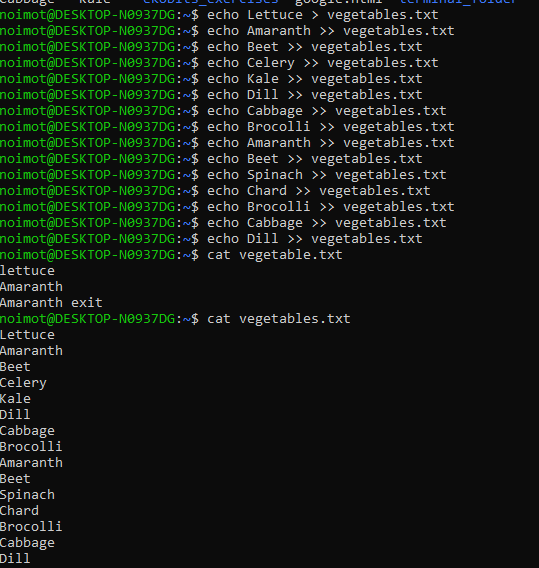 Cabbage Kale ekobits_exercises google.html terminal_folder
noimot@DESKTOP-N0937DG:~$ echo Lettuce > vegetables.txt
noimot@DESKTOP-N0937DG:~$ echo Amaranth >> vegetables.txt
noimot@DESKTOP-N0937DG:~$ echo Beet >> vegetables.txt
noimot@DESKTOP-N0937DG:~$ echo Celery >> vegetables.txt
noimot@DESKTOP-N0937DG:~$ echo Kale >> vegetables.txt
noimot@DESKTOP-N0937DG:~$ echo Dill >> vegetables.txt
noimot@DESKTOP-N0937DG:~$ echo Cabbage >> vegetables.txt
noimot@DESKTOP-N0937DG:~$ echo Brocolli >> vegetables.txt
noimot@DESKTOP-N0937DG:~$ echo Amaranth >> vegetables.txt
noimot@DESKTOP-N0937DG:~$ echo Beet >> vegetables.txt
noimot@DESKTOP-N0937DG:~$ echo Spinach >> vegetables.txt
noimot@DESKTOP-N0937DG:~$ echo Chard >> vegetables.txt
noimot@DESKTOP-N0937DG:~$ echo Brocolli >> vegetables.txt
noimot@DESKTOP-N0937DG:~$ echo Cabbage >> vegetables.txt
noimot@DESKTOP-N0937DG:~$ echo Dill >> vegetables.txt
noimot@DESKTOP-N0937DG:~$ cat vegetable.txt
lettuce
Amaranth
Amaranth exit
noimot@DESKTOP-N0937DG:~$ cat vegetables.txt
Lettuce
Amaranth
Beet
Celery
Kale
Dill
Cabbage
Brocolli
Amaranth
Beet
Spinach
Chard
Brocolli
Cabbage
Dill